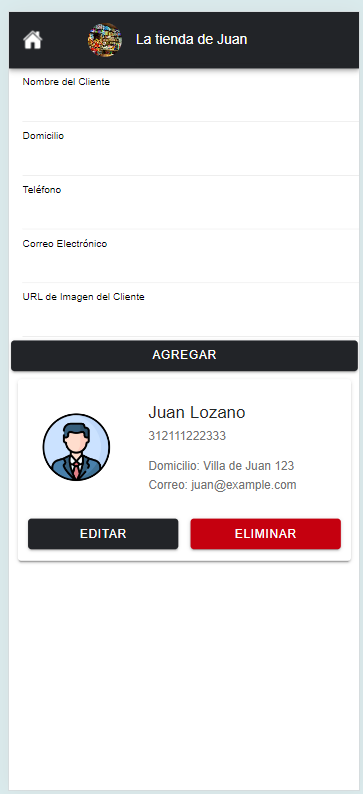 La tienda de Juan
Nombre del Cliente
Domicilio
Teléfono
Correo Electrónico
URL de Imagen del Cliente
AGREGAR
Juan Lozano
312111222333
Domicilio: Villa de Juan 123
Correo: juan@example.com
EDITAR
ELIMINAR